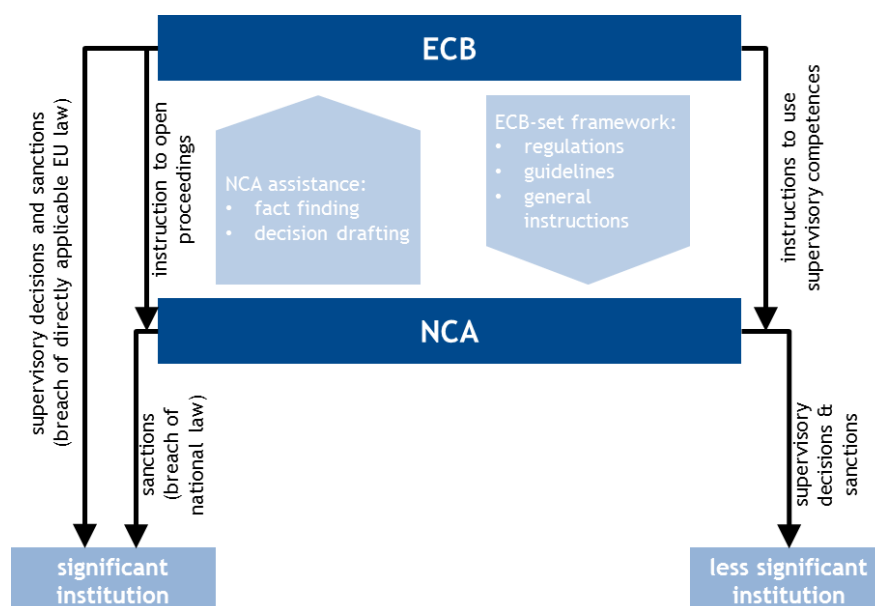 ECB
supervisory decisions and sanctions
(breach of directly applicable EU law)
instruction to open
proceedings
NCA assistance:
• fact finding
• decision drafting
ECB-set framework:
• regulations
• guidelines
• general
instructions
instructions to use
supervisory competences
NCA
sanctions
(breach of
national law)
supervisory
decisions &
sanctions
significant
institution
less significant
institution